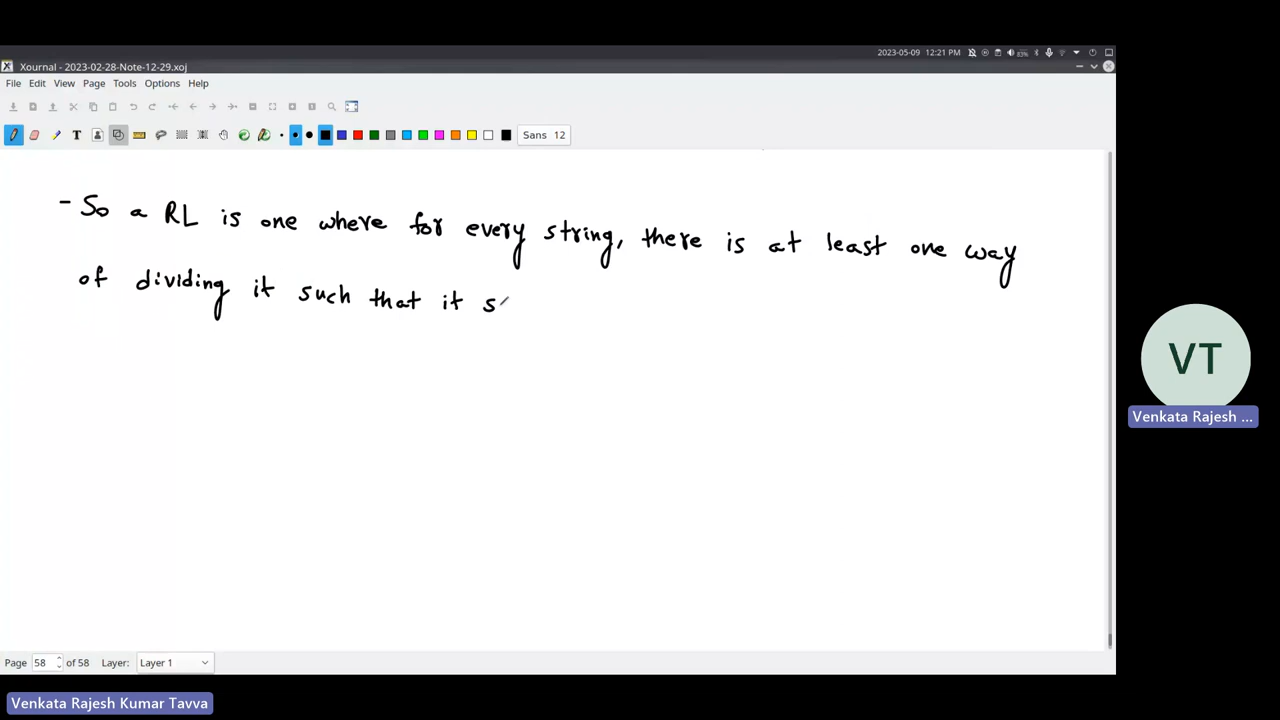 2023-05-09 12:21 PM
Xournal - 2023-02-28-Note-12-29.xoj
File Edit View Page Tools Options Help
T Sans 12
- So a RL is one where for every string, there is at least one way
of dividing it such that it s
VT
Venkata Rajesh ...
Page 58 of 58 Layer: Layer 1
Venkata Rajesh Kumar Tavva